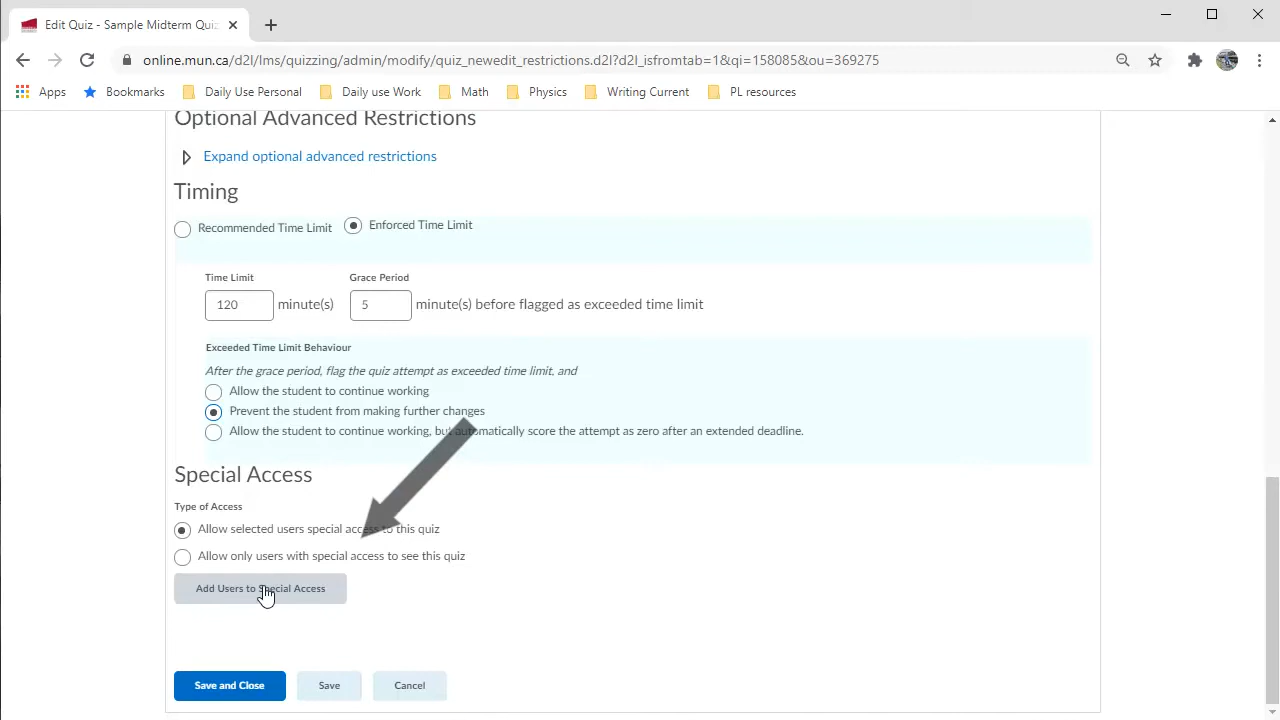 Edit Quiz - Sample Midterm Quiz
online.mun.ca/d2l/lms/quizzing/admin/modify/quiz_newedit_restrictions.d2l?d2l_isfromtab=1&qi=158085&ou=369275
Apps Bookmarks Daily Use Personal Daily use Work Math Physics Writing Current PL resources
Optional Advanced Restrictions
Expand optional advanced restrictions
Timing
Recommended Time Limit Enforced Time Limit
Time Limit Grace Period
120 minute(s) 5 minute(s) before flagged as exceeded time limit
Exceeded Time Limit Behaviour
After the grace period, flag the quiz attempt as exceeded time limit, and
Allow the student to continue working
Prevent the student from making further changes
Allow the student to continue working, but automatically score the attempt as zero after an extended deadline.
Special Access
Type of Access
Allow selected users special access to this quiz
Allow only users with special access to see this quiz
Add Users to Special Access
Save and Close Save Cancel